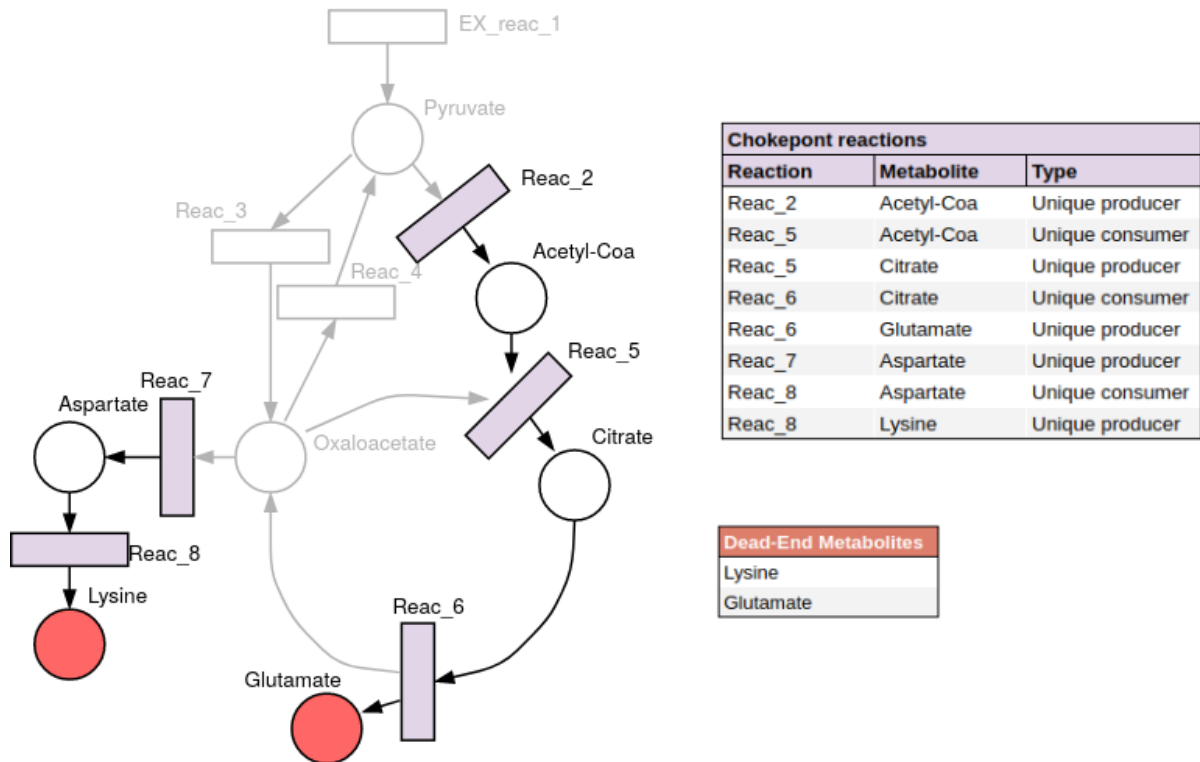 EX_reac_1
Pyruvate
Reac_2
Reac_3
Acetyl-Coa
Reac_4
Reac_5
Reac_7
Aspartate
Oxaloacetate
Citrate
Reac_8
Lysine
Reac_6
Glutamate
Chokepont reactions
Reaction Metabolite Type
Reac_2 Acetyl-Coa Unique producer
Reac_5 Acetyl-Coa Unique consumer
Reac_5 Citrate Unique producer
Reac_6 Citrate Unique consumer
Reac_6 Glutamate Unique producer
Reac_7 Aspartate Unique producer
Reac_8 Aspartate Unique consumer
Reac_8 Lysine Unique producer
Dead-End Metabolites
Lysine
Glutamate